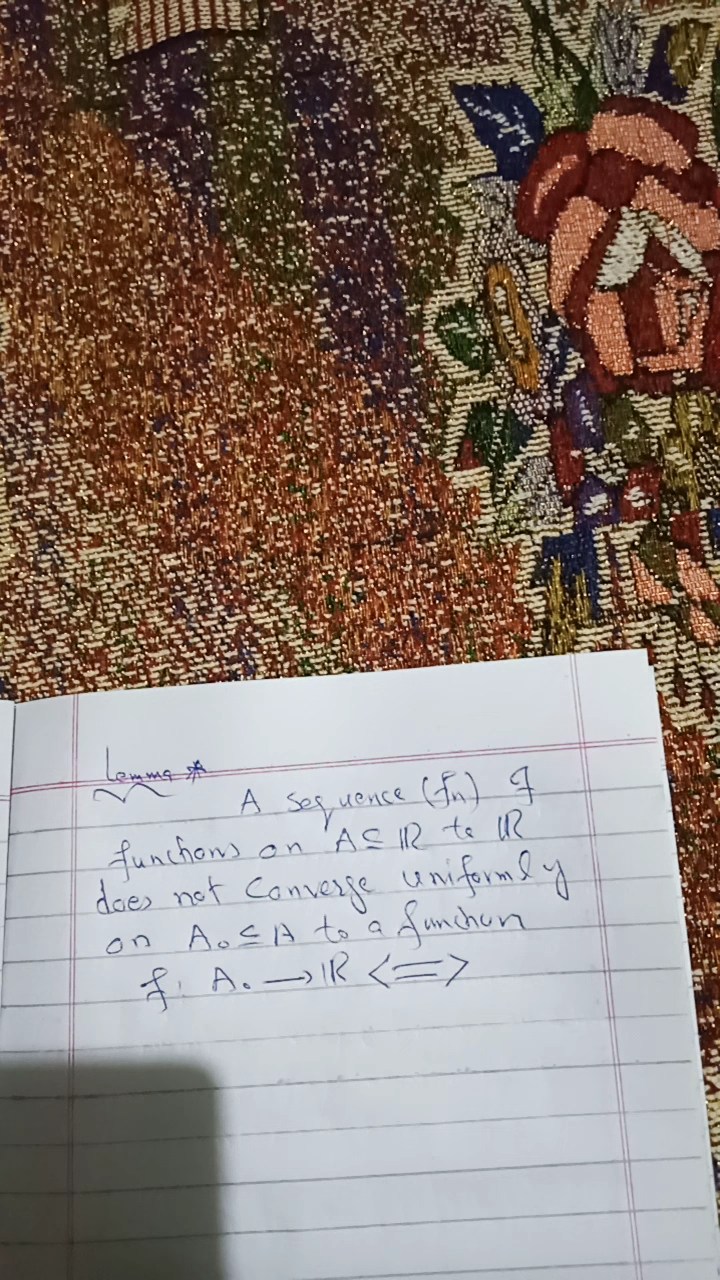 Lemma *
A sequence (fn) of
functions on A ⊆ ℝ to ℝ
does not converge uniformly
on A₀ ⊆ A to a function
f: A₀ → ℝ <=>